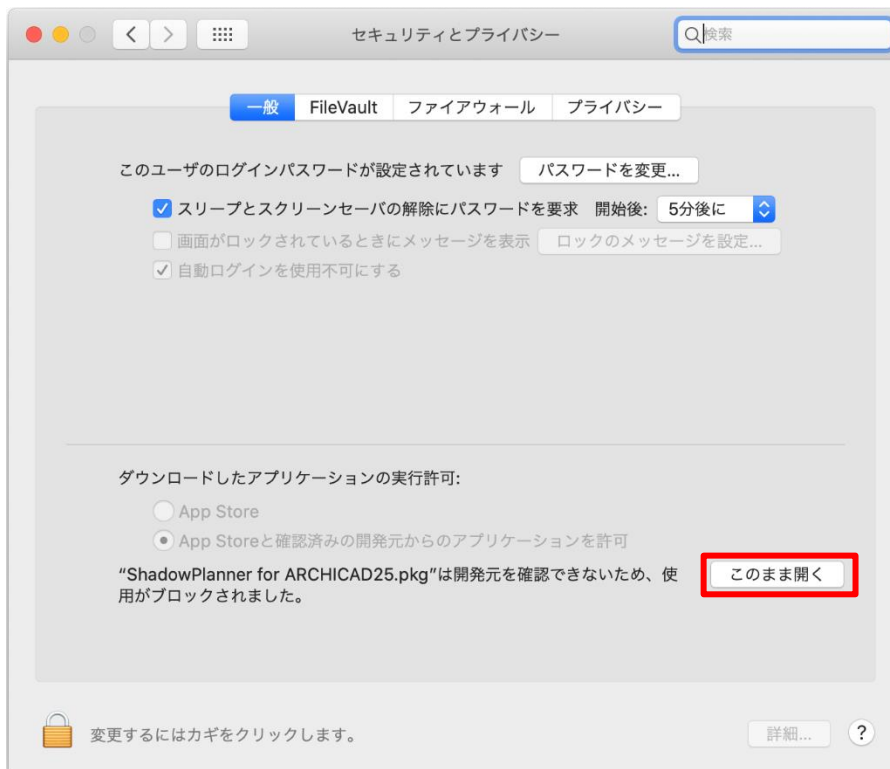 セキュリティとプライバシー
検索
一般 FileVault ファイアウォール プライバシー
このユーザのログインパスワードが設定されています パスワードを変更...
スリープとスクリーンセーバの解除にパスワードを要求 開始後: 5分後に
画面がロックされているときにメッセージを表示 ロックのメッセージを設定...
自動ログインを使用不可にする
ダウンロードしたアプリケーションの実行許可:
App Store
App Storeと確認済みの開発元からのアプリケーションを許可
“ShadowPlanner for ARCHICAD25.pkg”は開発元を確認できないため、使
用がブロックされました。
このまま開く
変更するにはカギをクリックします。
詳細... ?